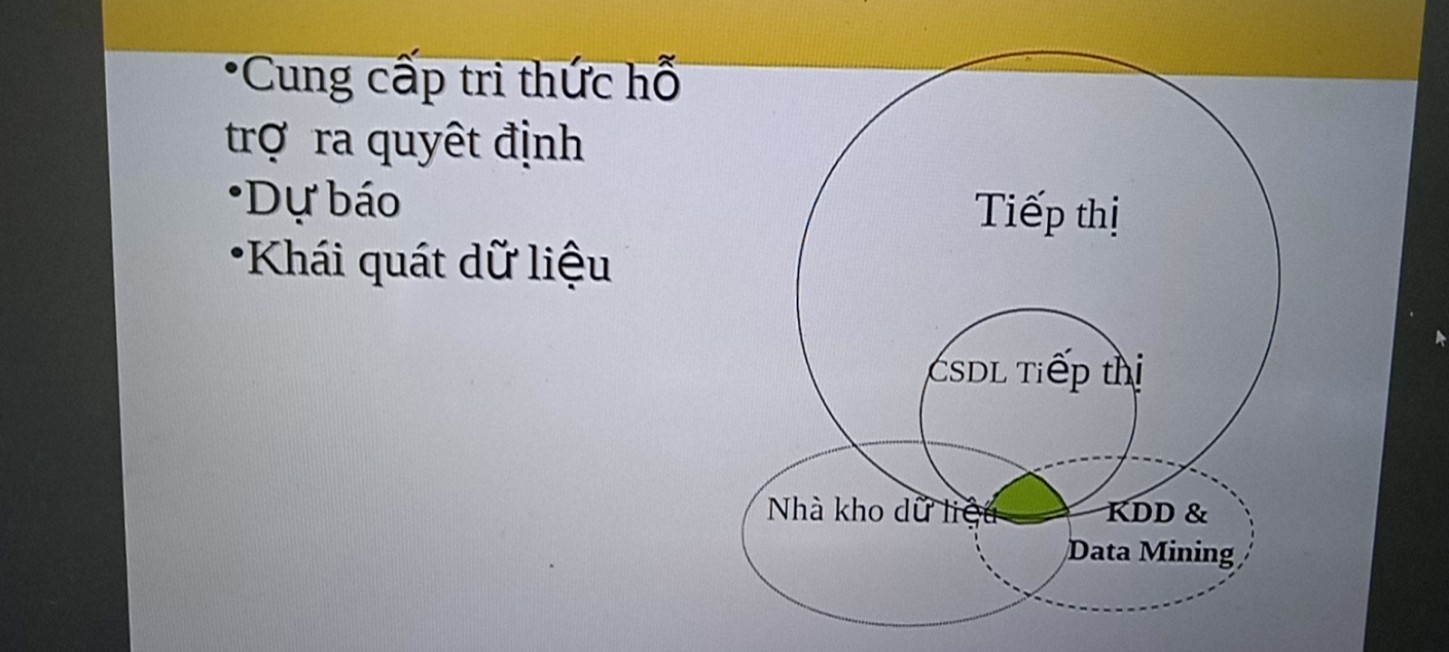 •Cung cấp tri thức hỗ
trợ ra quyêt định
•Dự báo
•Khái quát dữ liệu
Tiếp thị
CSDL Tiếp thị
Nhà kho dữ liệu
KDD &
Data Mining